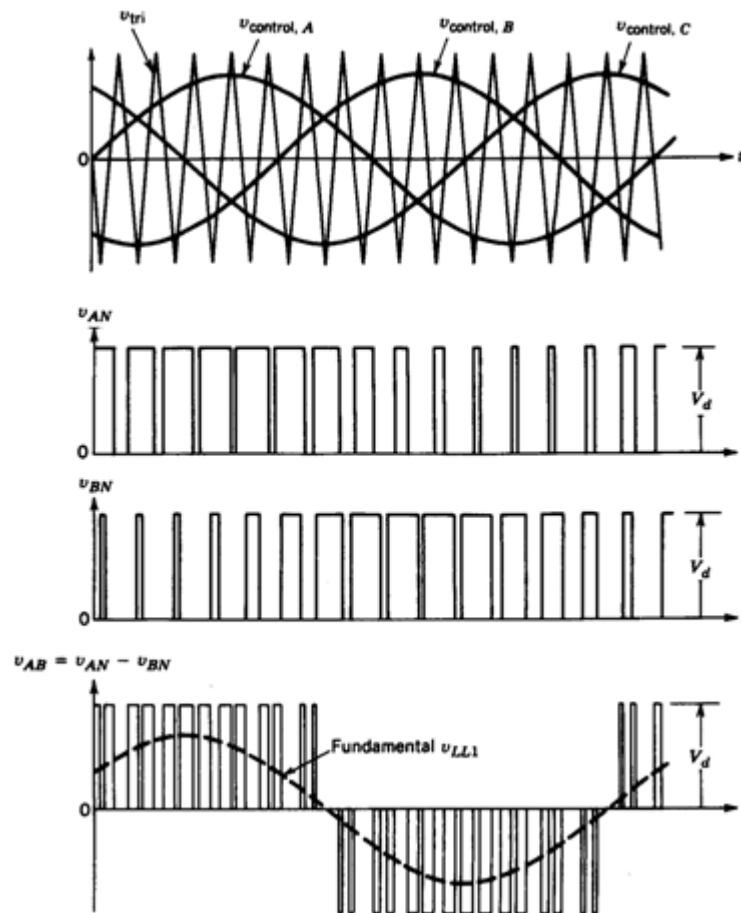 v_tri
v_control, A
v_control, B
v_control, C
0
t
v_AN
V_d
0
v_BN
V_d
0
v_AB = v_AN − v_BN
Fundamental v_LL1
V_d
0